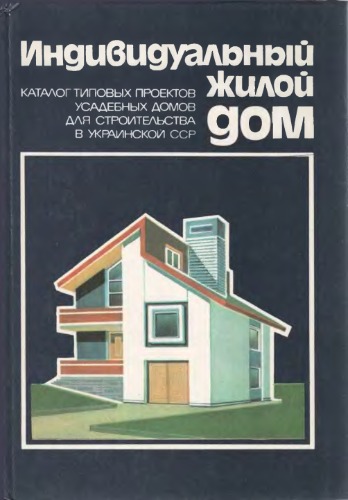 Индивидуальный
жилой
дом
КАТАЛОГ ТИПОВЫХ ПРОЕКТОВ
УСАДЕБНЫХ ДОМОВ
ДЛЯ СТРОИТЕЛЬСТВА
В УКРАИНСКОЙ ССР